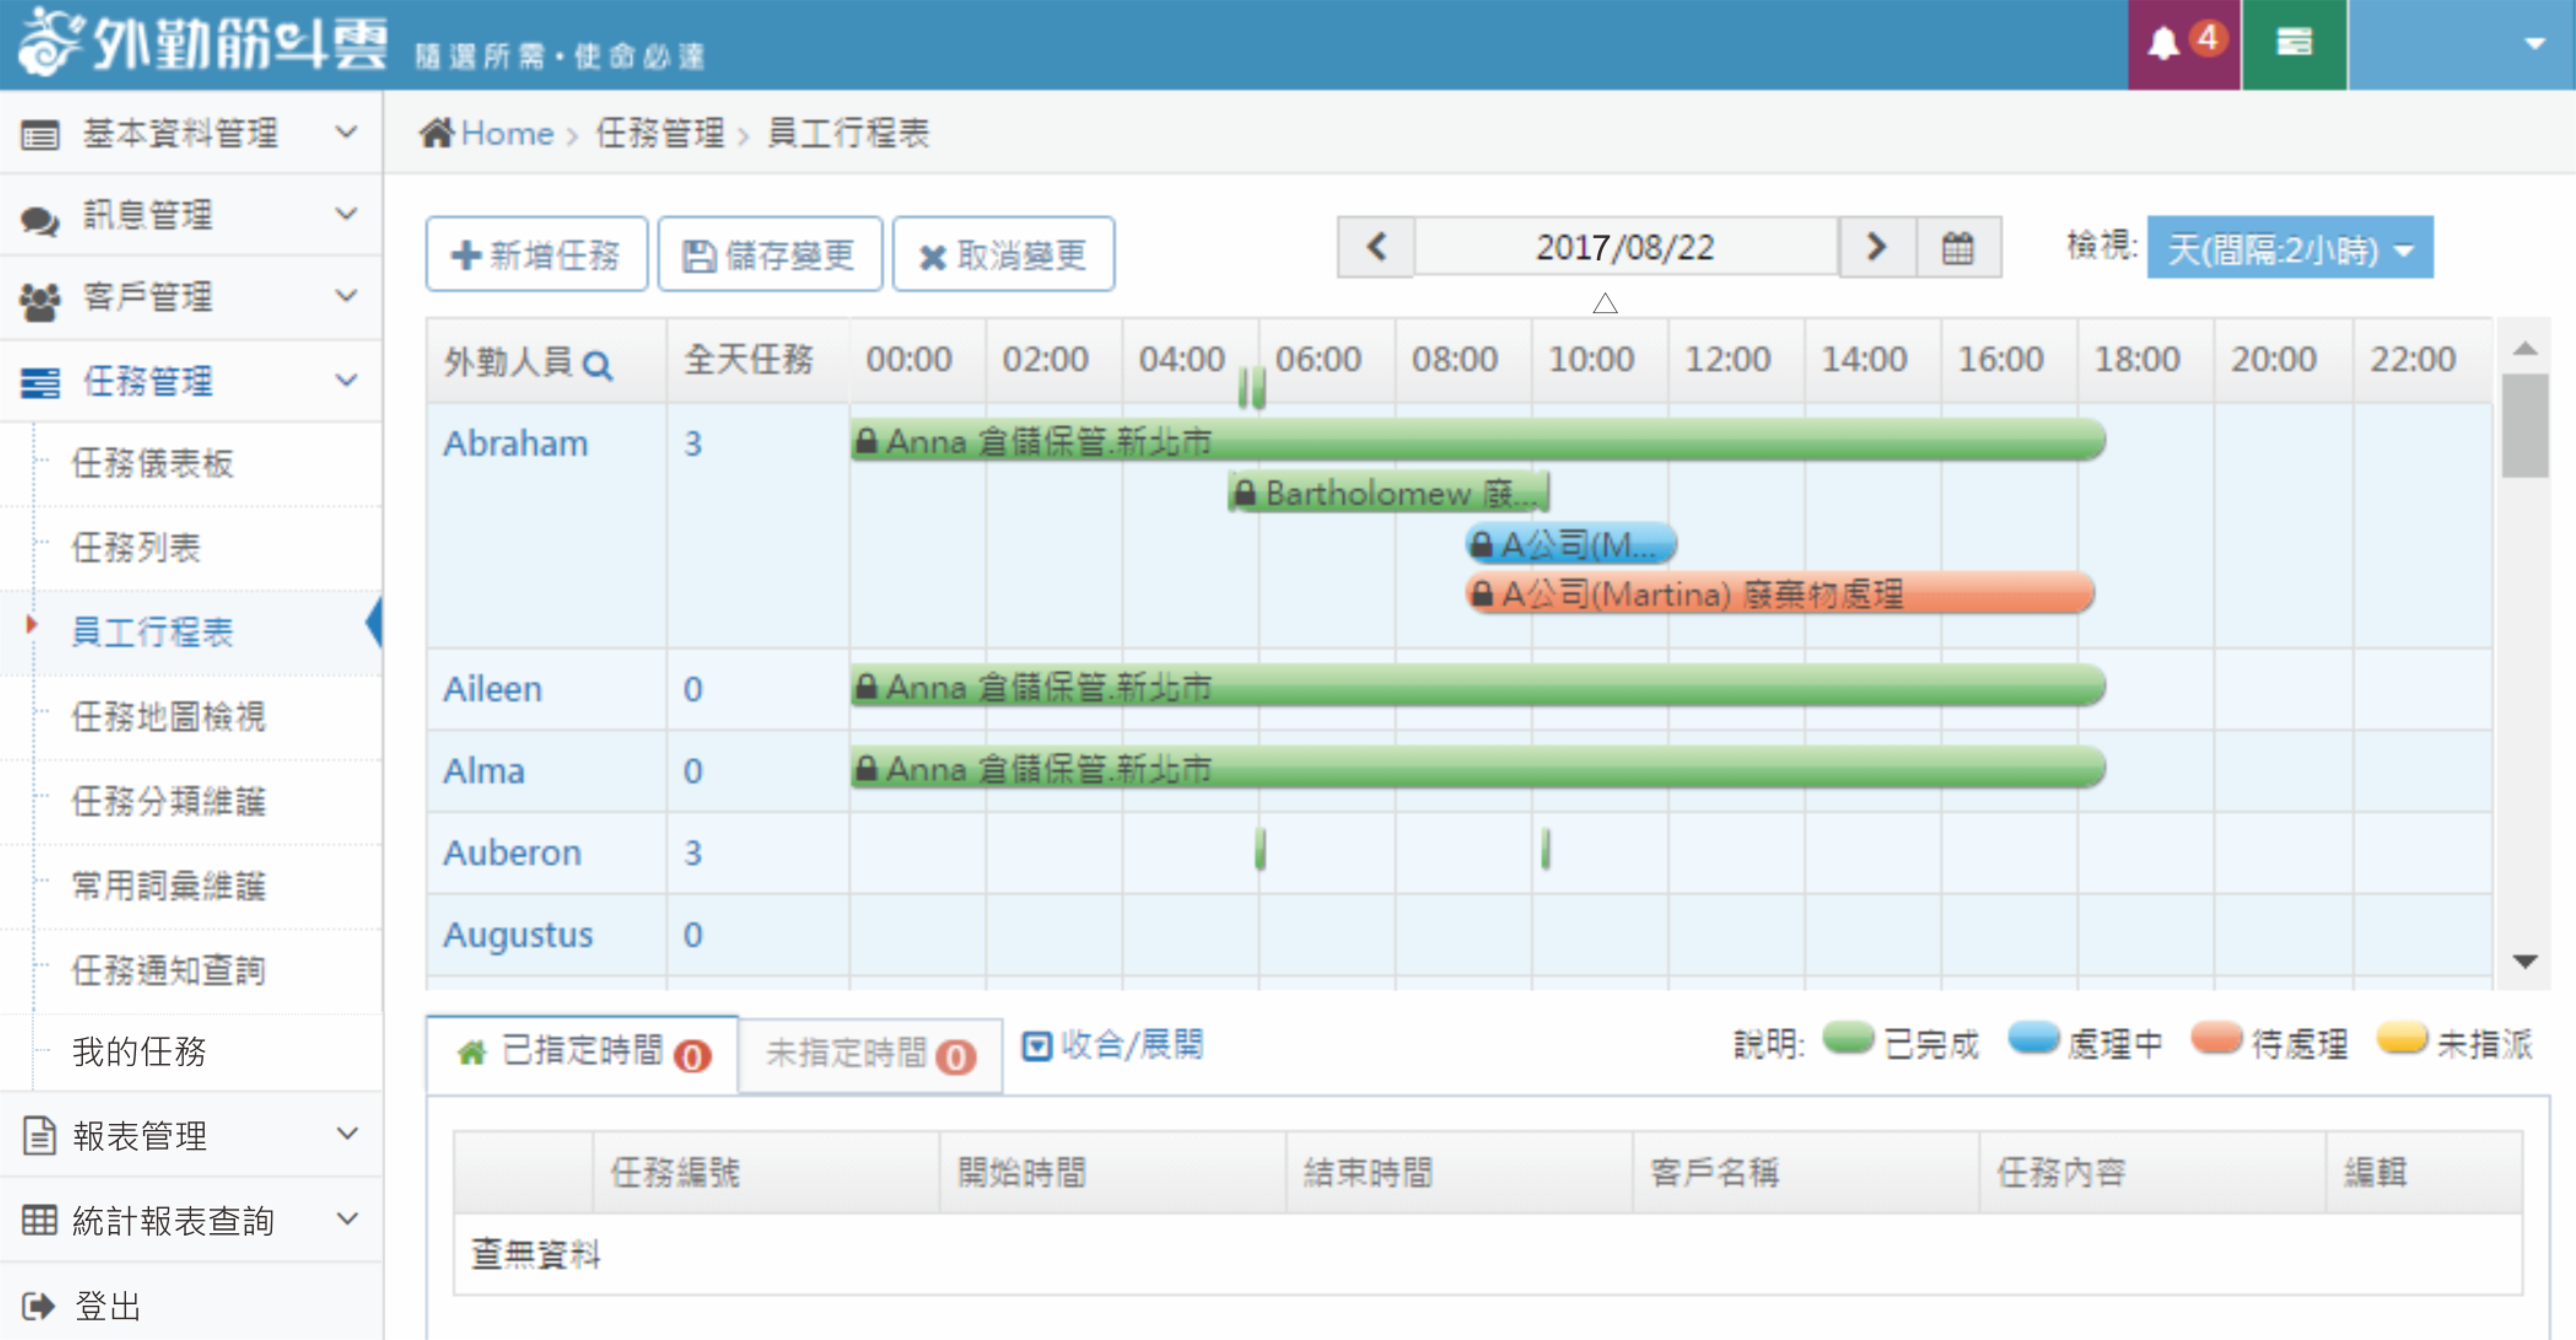 外勤筋斗雲 隨選所需・使命必達
4
基本資料管理
訊息管理
客戶管理
任務管理
任務儀表板
任務列表
員工行程表
任務地圖檢視
任務分類維護
常用詞彙維護
任務通知查詢
我的任務
報表管理
統計報表查詢
登出
Home > 任務管理 > 員工行程表
新增任務 儲存變更 取消變更
2017/08/22
檢視: 天(間隔:2小時)
外勤人員 全天任務 00:00 02:00 04:00 06:00 08:00 10:00 12:00 14:00 16:00 18:00 20:00 22:00
Abraham 3 Anna 倉儲保管.新北市
Bartholomew 廢...
A公司(M...
A公司(Martina) 廢棄物處理
Aileen 0 Anna 倉儲保管.新北市
Alma 0 Anna 倉儲保管.新北市
Auberon 3
Augustus 0
已指定時間 0 未指定時間 0 收合/展開
說明: 已完成 處理中 待處理 未指派
任務編號 開始時間 結束時間 客戶名稱 任務內容 編輯
查無資料